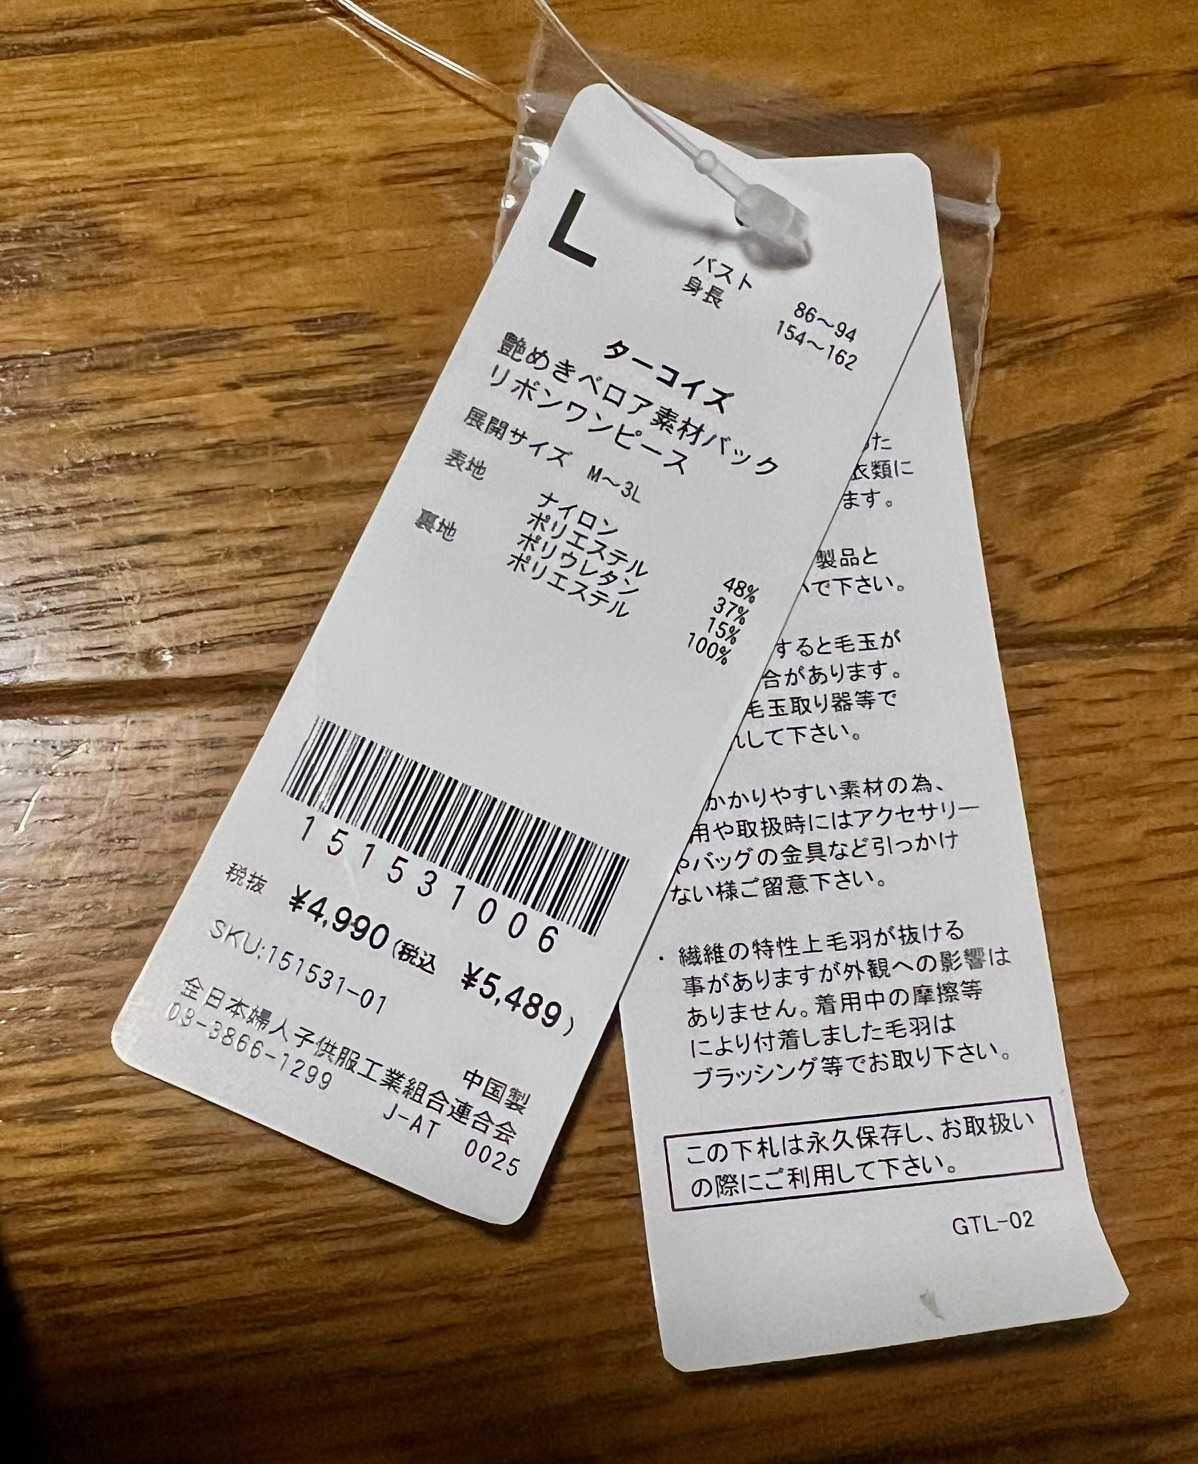 L
バスト 86～94
身長 154～162
ターコイズ
艶めきベロア素材バック
リボンワンピース
展開サイズ M～3L
表地 ナイロン 48%
ポリエステル 37%
ポリウレタン 15%
裏地 ポリエステル 100%
151531006
税抜 ¥4,990(税込 ¥5,489)
SKU:151531-01
中国製
全日本婦人子供服工業組合連合会
03-3866-1299
J-AT 0025
た
衣類に
ます。
製品と
で下さい。
すると毛玉が
合があります。
毛玉取り器等で
れして下さい。
かかりやすい素材の為、
用や取扱時にはアクセサリー
やバッグの金具など引っかけ
ない様ご留意下さい。
・繊維の特性上毛羽が抜ける
事がありますが外観への影響は
ありません。着用中の摩擦等
により付着しました毛羽は
ブラッシング等でお取り下さい。
この下札は永久保存し、お取扱い
の際にご利用して下さい。
GTL-02